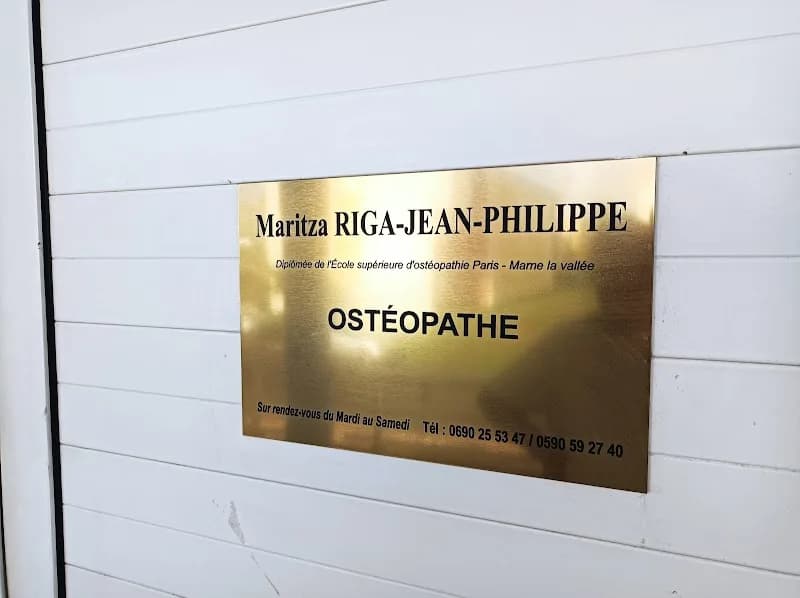 Maritza RIGA-JEAN-PHILIPPE
Diplômée de l'École supérieure d'ostéopathie Paris - Marne la vallée
OSTÉOPATHE
Sur rendez-vous du Mardi au Samedi Tél : 0690 25 53 47 / 0590 59 27 40